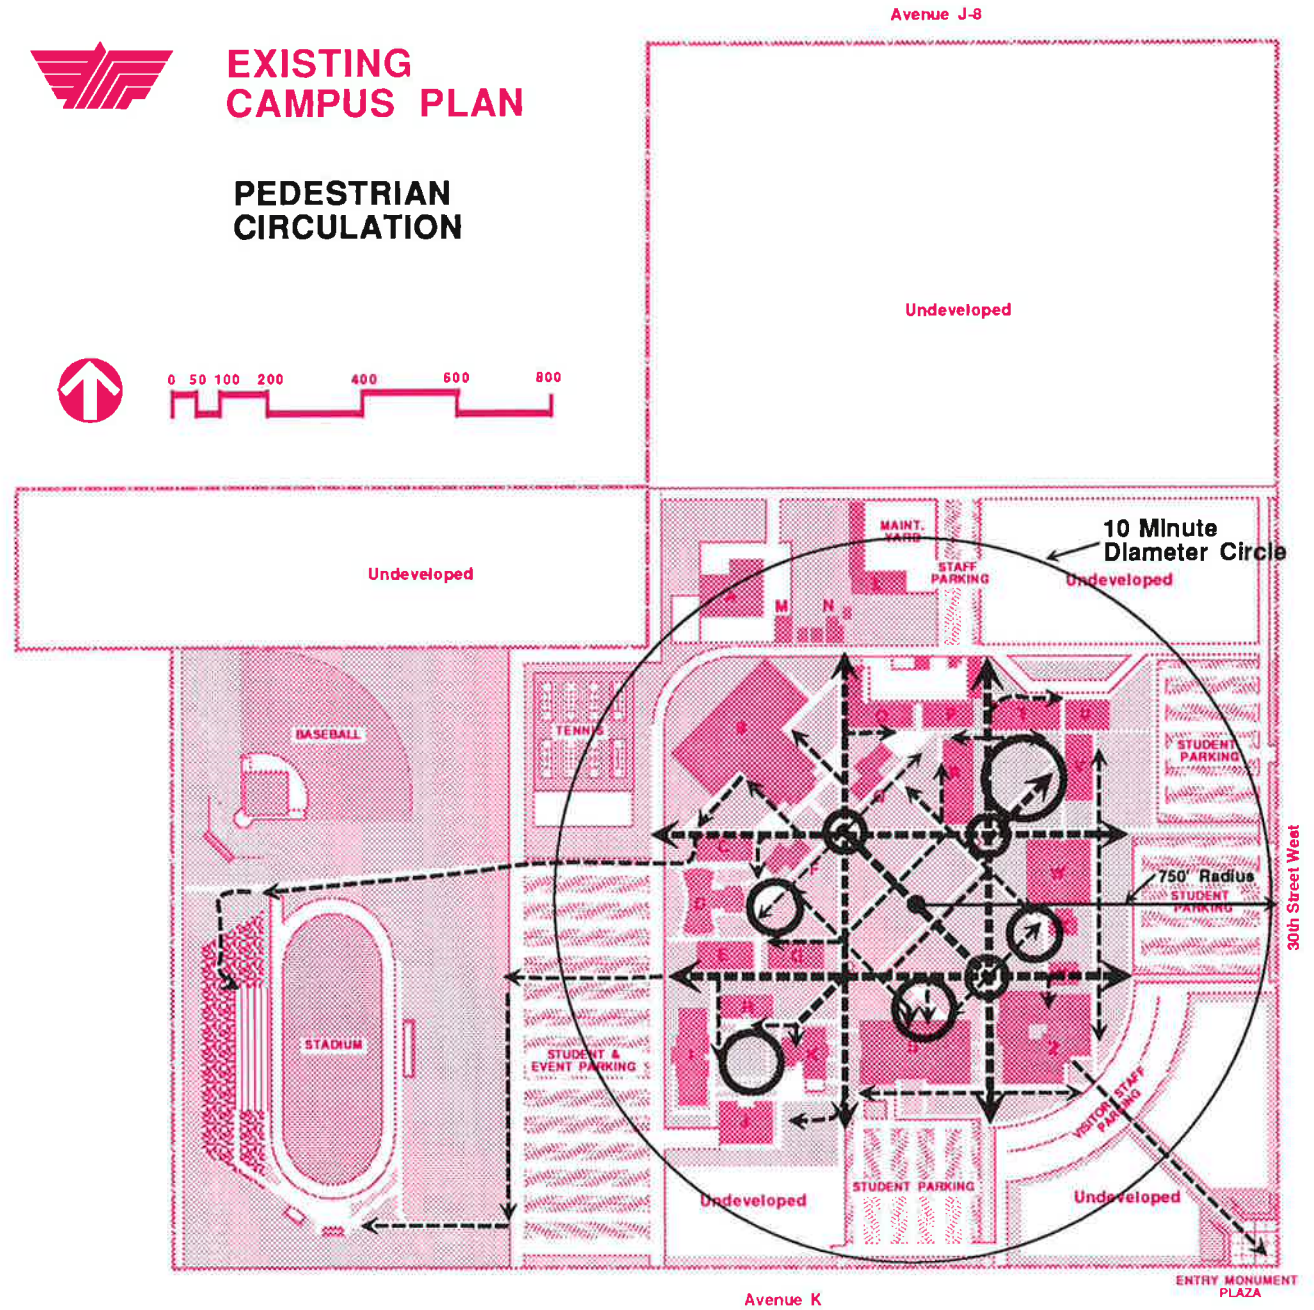 Avenue J-8
EXISTING
CAMPUS PLAN
PEDESTRIAN
CIRCULATION
Undeveloped
0 50 100 200 400 600 800
MAINT.
YARD
10 Minute
Diameter Circle
STAFF
PARKING
Undeveloped
Undeveloped
L
M
N
S
BASEBALL
TENNIS
P
T
U
STUDENT
PARKING
V
C
F
W
750' Radius
STUDENT
PARKING
30th Street West
D
E
G
H
STADIUM
STUDENT &
EVENT PARKING
I
K
J
Z
VISITOR/STAFF
PARKING
STUDENT PARKING
Undeveloped
Undeveloped
ENTRY MONUMENT
PLAZA
Avenue K